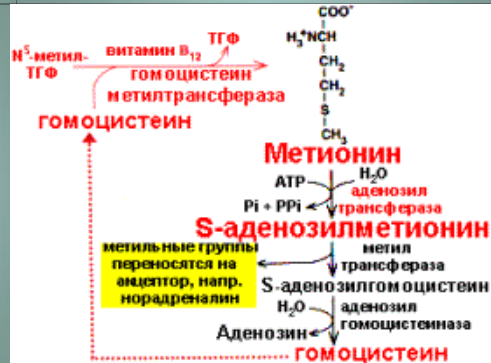 COO⁻
H₃⁺NCH
CH₂
CH₂
S
CH₃
N⁵-метил-
ТГФ
витамин B₁₂
ТГФ
гомоцистеин
метилтрансфераза
гомоцистеин
Метионин
ATP
H₂O
аденозил
трансфераза
Pi + PPi
S-аденозилметионин
метильные группы
переносятся на
акцептор, напр.
норадреналин
метил
трансфераза
S-аденозилгомоцистеин
H₂O
аденозил
гомоцистеиназа
Аденозин
гомоцистеин